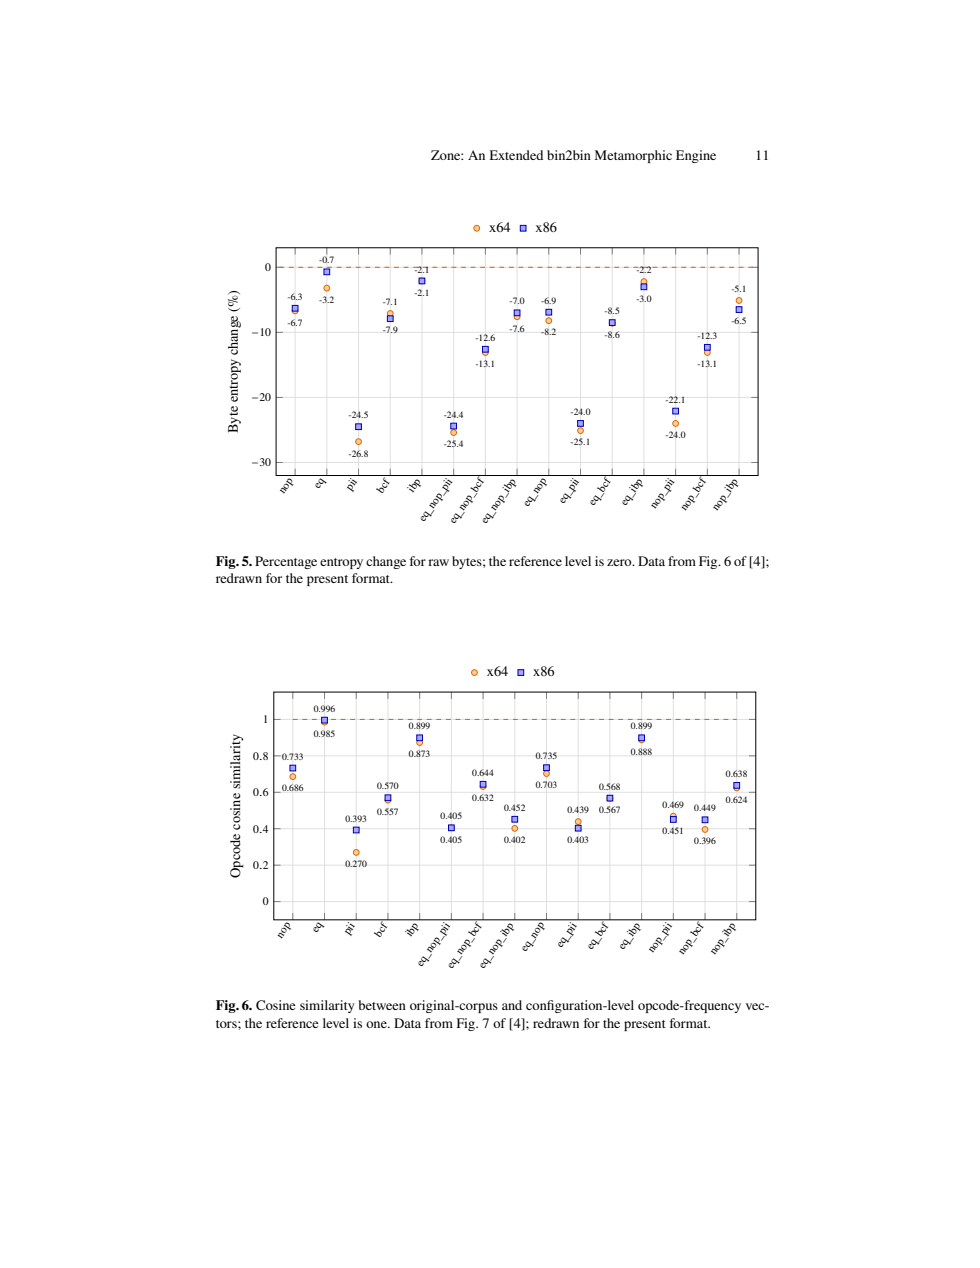 Zone: An Extended bin2bin Metamorphic Engine 11
x64 x86
Byte entropy change (%)
0
−10
−20
−30
-6.3
-6.7
-0.7
-3.2
-24.5
-26.8
-7.1
-7.9
-2.1
-2.1
-24.4
-25.4
-12.6
-13.1
-7.0
-7.6
-6.9
-8.2
-24.0
-25.1
-8.5
-8.6
-2.2
-3.0
-22.1
-24.0
-12.3
-13.1
-5.1
-6.5
nop
eq
pii
bcf
ibp
eq_nop_pii
eq_nop_bcf
eq_nop_ibp
eq_nop
eq_pii
eq_bcf
eq_ibp
nop_pii
nop_bcf
nop_ibp
Fig. 5. Percentage entropy change for raw bytes; the reference level is zero. Data from Fig. 6 of [4];
redrawn for the present format.
x64 x86
Opcode cosine similarity
1
0.8
0.6
0.4
0.2
0
0.733
0.686
0.996
0.985
0.393
0.270
0.570
0.557
0.899
0.873
0.405
0.405
0.644
0.632
0.452
0.402
0.735
0.703
0.439
0.403
0.568
0.567
0.899
0.888
0.469
0.451
0.449
0.396
0.638
0.624
nop
eq
pii
bcf
ibp
eq_nop_pii
eq_nop_bcf
eq_nop_ibp
eq_nop
eq_pii
eq_bcf
eq_ibp
nop_pii
nop_bcf
nop_ibp
Fig. 6. Cosine similarity between original-corpus and configuration-level opcode-frequency vec-
tors; the reference level is one. Data from Fig. 7 of [4]; redrawn for the present format.